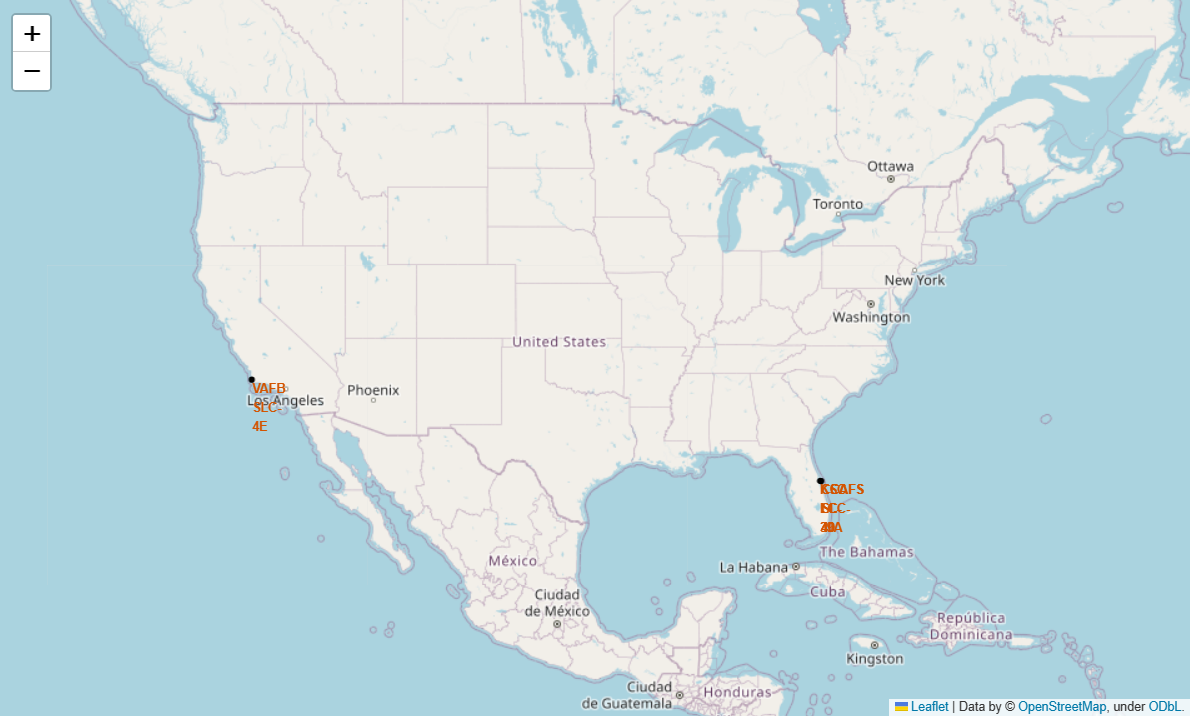 +
−
Ottawa
Toronto
New York
Washington
United States
Phoenix
Los Angeles
VAFB
SLC-
4E
The Bahamas
La Habana
Cuba
México
Ciudad
de México
República
Dominicana
Kingston
Ciudad
de Guatemala
Honduras
Leaflet | Data by © OpenStreetMap, under ODbL.